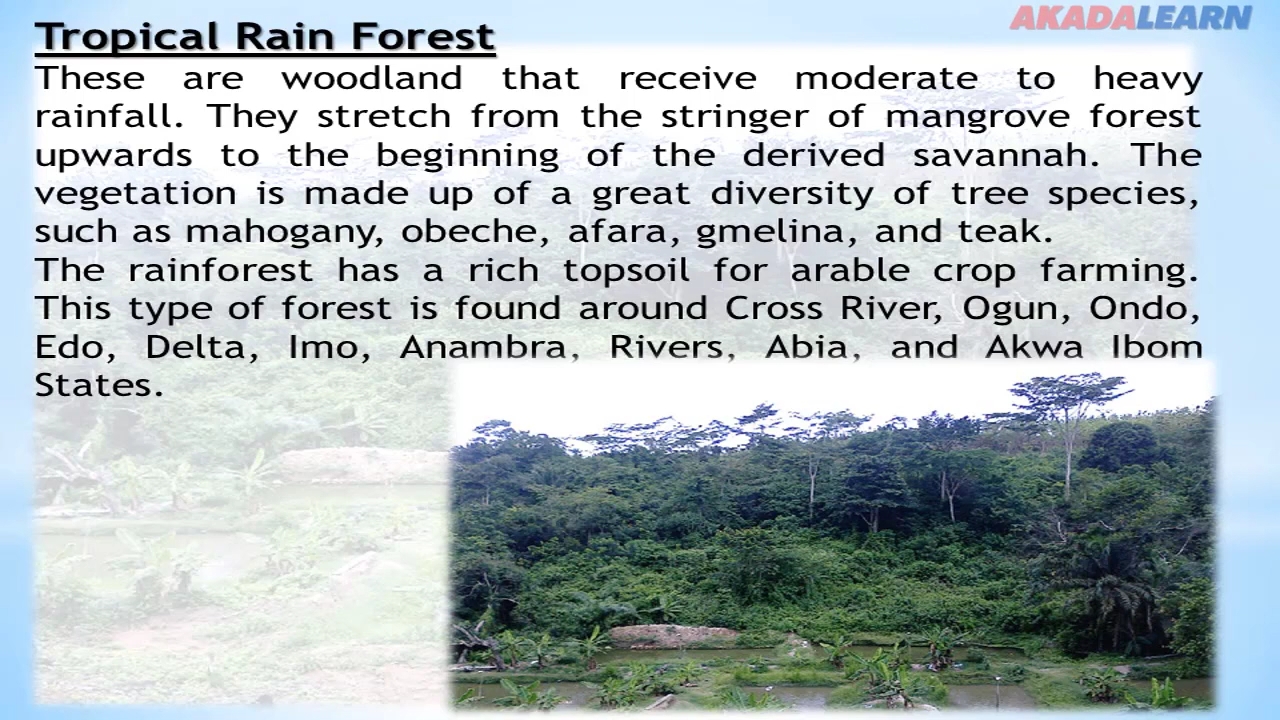 AKADALEARN
Tropical Rain Forest
These are woodland that receive moderate to heavy
rainfall. They stretch from the stringer of mangrove forest
upwards to the beginning of the derived savannah. The
vegetation is made up of a great diversity of tree species,
such as mahogany, obeche, afara, gmelina, and teak.
The rainforest has a rich topsoil for arable crop farming.
This type of forest is found around Cross River, Ogun, Ondo,
Edo, Delta, Imo, Anambra, Rivers, Abia, and Akwa Ibom
States.